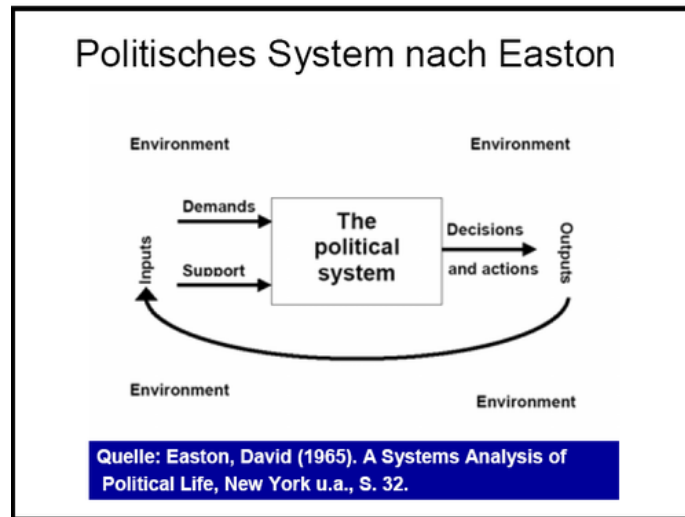 Politisches System nach Easton
Environment
Environment
Demands
Support
Inputs
The
political
system
Decisions
and actions
Outputs
Environment
Environment
Quelle: Easton, David (1965). A Systems Analysis of
Political Life, New York u.a., S. 32.